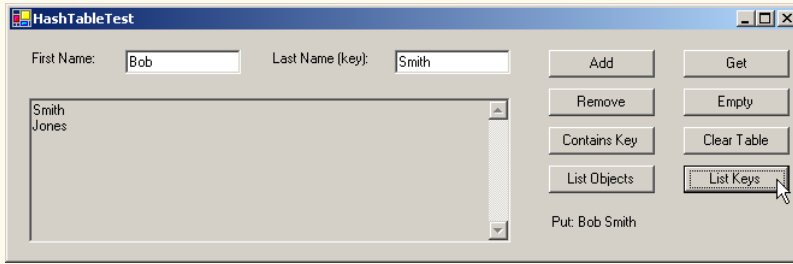 HashTableTest
First Name:
Bob
Last Name (key):
Smith
Add
Get
Smith
Jones
Remove
Empty
Contains Key
Clear Table
List Objects
List Keys
Put: Bob Smith